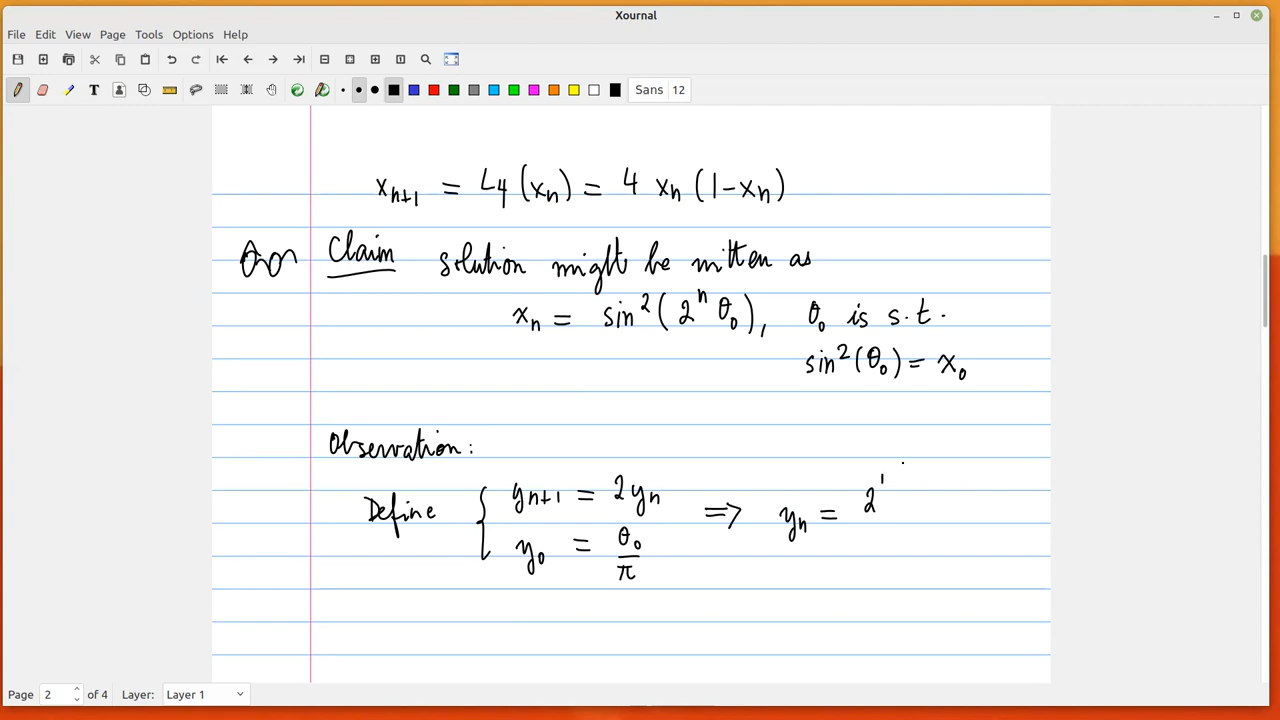 Xournal
File Edit View Page Tools Options Help
Sans 12
x_{n+1} = L_4(x_n) = 4 x_n (1-x_n)
Claim solution might be written as
x_n = sin^2(2^n θ_0), θ_0 is s.t.
sin^2(θ_0) = x_0
Observation:
Define { y_{n+1} = 2y_n ⟹ y_n = 2^1
y_0 = θ_0/π
Page 2 of 4 Layer: Layer 1